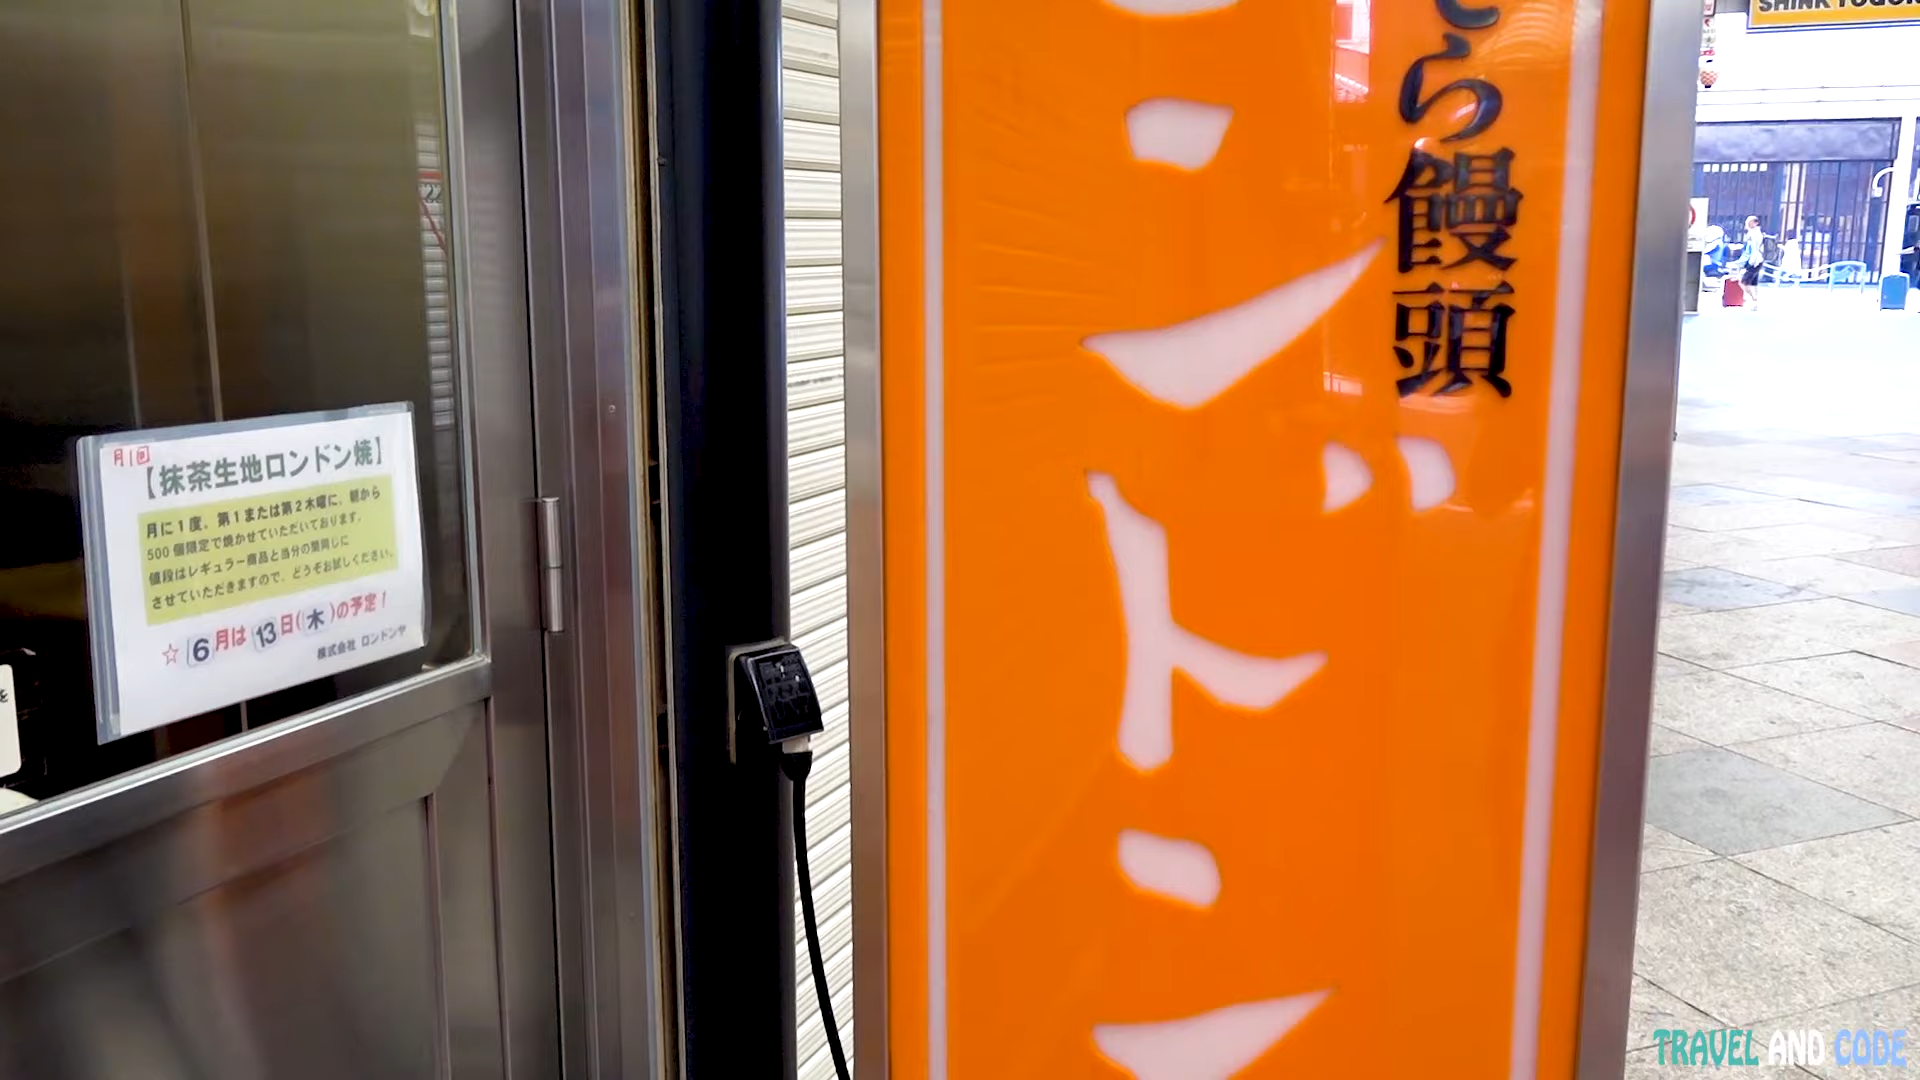 月1回
【抹茶生地ロンドン焼】
月に1度、第1または第2木曜に、朝から
500個限定で焼かせていただいております。
値段はレギュラー商品と当分の間同じに
させていただきますので、どうぞお試しください。
☆6月は13日(木)の予定!
株式会社 ロンドンヤ
を
ンドン
ら饅頭
SHINKYOGOK
TRAVEL AND CODE